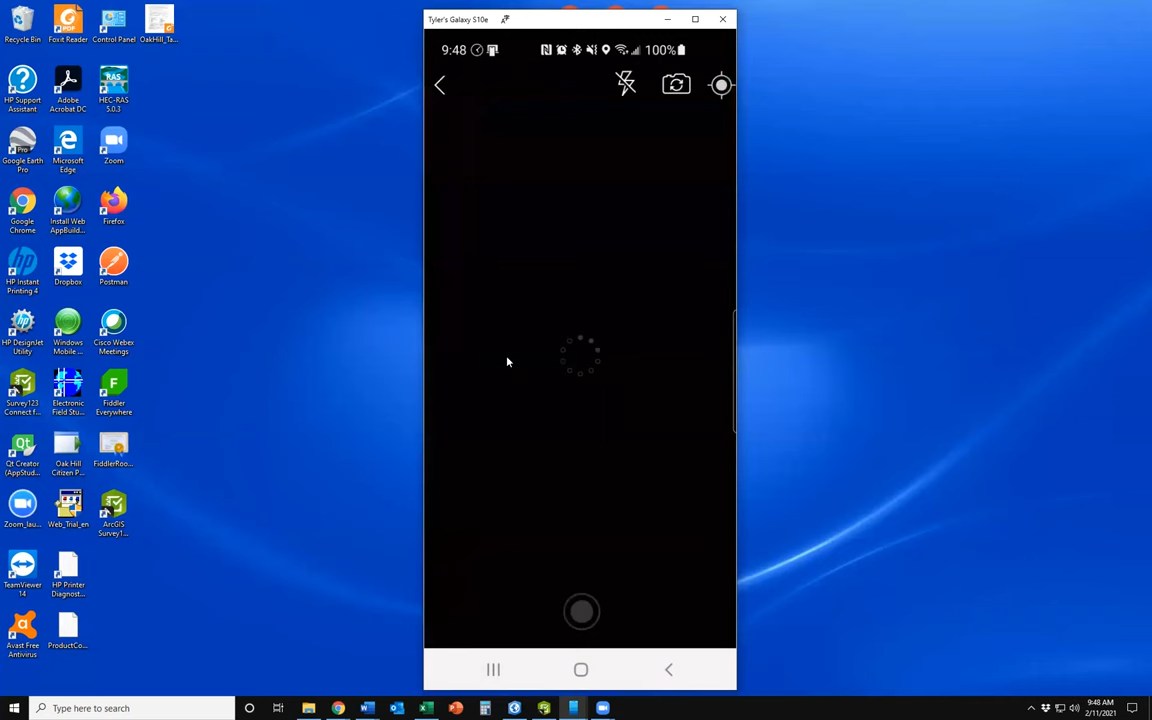 Tyler's Galaxy S10e
9:48
100%
Recycle Bin
Foxit Reader
Control Panel
OakHill_Ta...
HP Support Assistant
Adobe Acrobat DC
RAS
HEC-RAS 5.0.3
Pro
Google Earth Pro
Microsoft Edge
Zoom
Google Chrome
Install Web AppBuild...
Firefox
HP Instant Printing 4
Dropbox
Postman
HP DesignJet Utility
Windows Mobile ...
Cisco Webex Meetings
Survey123 Connect f...
Electronic Field Stu...
Fiddler Everywhere
Qt Creator (AppStud...
Oak Hill Citizen P...
FiddlerRoo...
Zoom_lau...
Web_Trial_en
ArcGIS Survey1...
TeamViewer 14
HP Printer Diagnost...
Avast Free Antivirus
ProductCo...
Type here to search
9:48 AM
2/11/2021